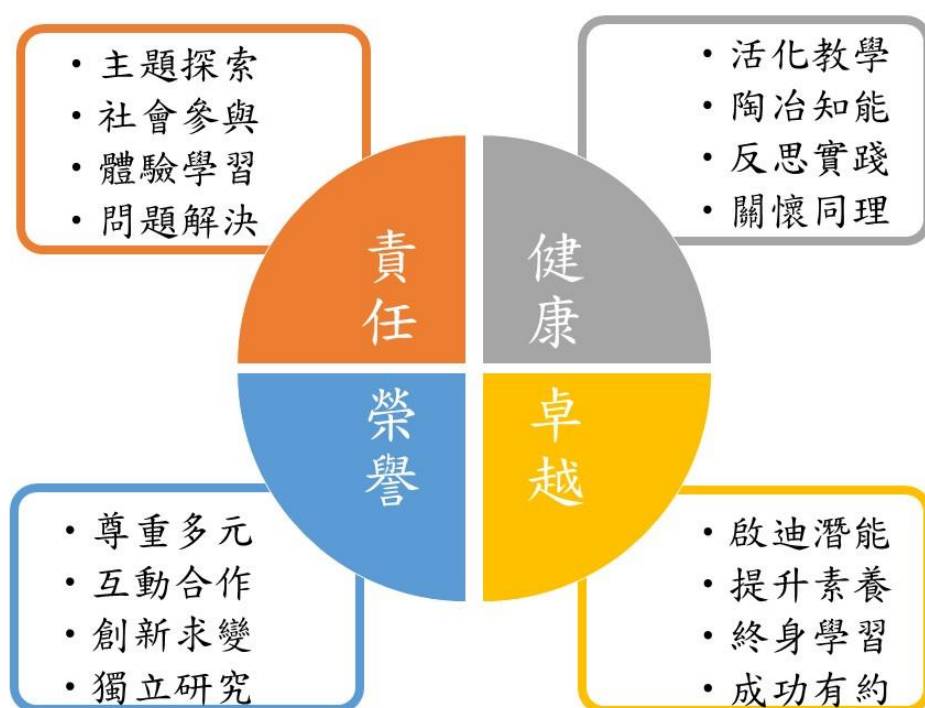 • 主題探索
• 社會參與
• 體驗學習
• 問題解決
• 活化教學
• 陶冶知能
• 反思實踐
• 關懷同理
責任
健康
榮譽
卓越
• 尊重多元
• 互動合作
• 創新求變
• 獨立研究
• 啟迪潛能
• 提升素養
• 終身學習
• 成功有約